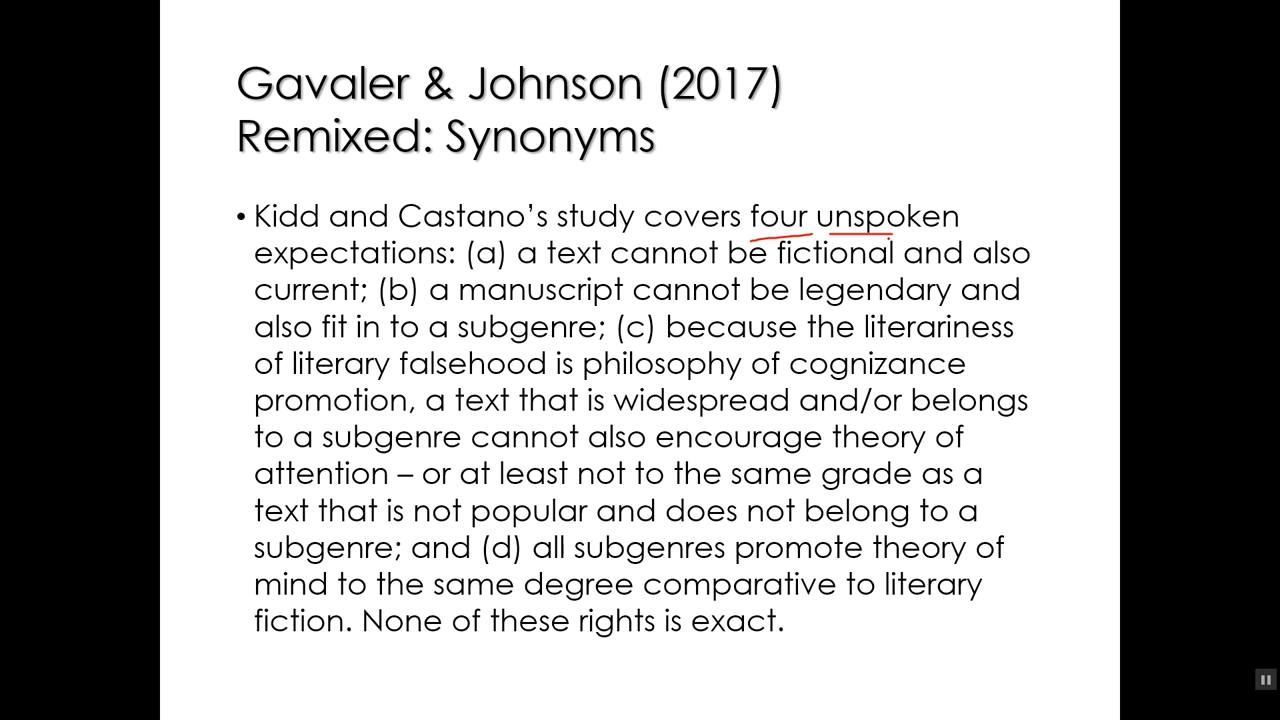 Gavaler & Johnson (2017)
Remixed: Synonyms
• Kidd and Castano’s study covers four unspoken
expectations: (a) a text cannot be fictional and also
current; (b) a manuscript cannot be legendary and
also fit in to a subgenre; (c) because the literariness
of literary falsehood is philosophy of cognizance
promotion, a text that is widespread and/or belongs
to a subgenre cannot also encourage theory of
attention – or at least not to the same grade as a
text that is not popular and does not belong to a
subgenre; and (d) all subgenres promote theory of
mind to the same degree comparative to literary
fiction. None of these rights is exact.